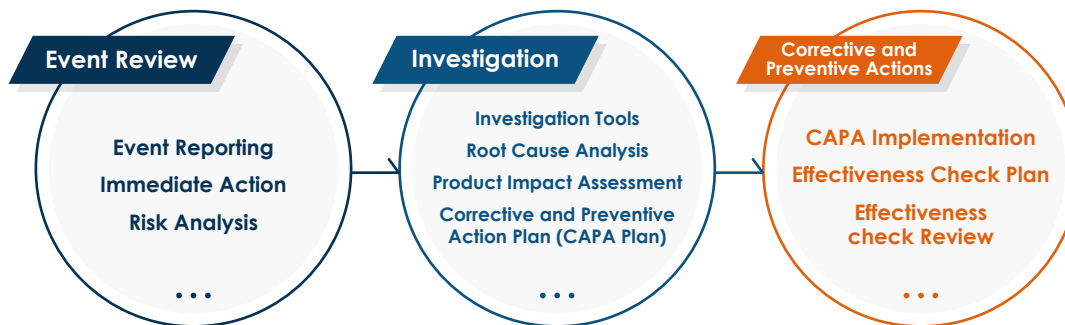 Event Review
Event Reporting
Immediate Action
Risk Analysis
...
Investigation
Investigation Tools
Root Cause Analysis
Product Impact Assessment
Corrective and Preventive
Action Plan (CAPA Plan)
...
Corrective and
Preventive Actions
CAPA Implementation
Effectiveness Check Plan
Effectiveness
check Review
...